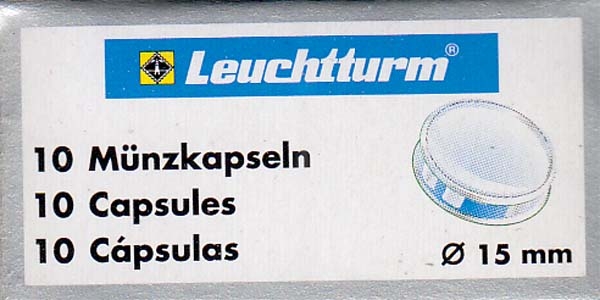 Leuchtturm®
10 Münzkapseln
10 Capsules
10 Cápsulas
Ø 15 mm